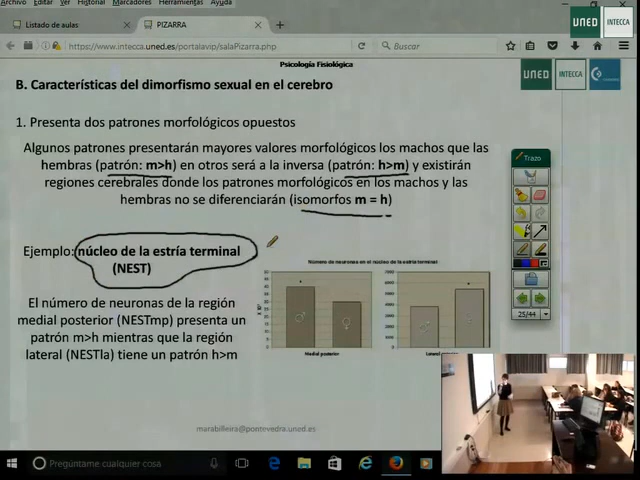 Archivo Editar Ver Historial Marcadores Herramientas Ayuda
Listado de aulas
PIZARRA
https://www.intecca.uned.es/portalavip/salaPizarra.php
Buscar
UNED INTECCA
Psicología Fisiológica
UNED INTECCA
B. Características del dimorfismo sexual en el cerebro
1. Presenta dos patrones morfológicos opuestos
Algunos patrones presentarán mayores valores morfológicos los machos que las
hembras (patrón: m>h) en otros será a la inversa (patrón: h>m) y existirán
regiones cerebrales donde los patrones morfológicos en los machos y las
hembras no se diferenciarán (isomorfos m = h)
Trazo
Ejemplo: núcleo de la estría terminal
(NEST)
Número de neuronas en el núcleo de la estría terminal
El número de neuronas de la región
medial posterior (NESTmp) presenta un
patrón m>h mientras que la región
lateral (NESTla) tiene un patrón h>m
Medial posterior
Lateral
25/44
marabilleira@pontevedra.uned.es
Pregúntame cualquier cosa